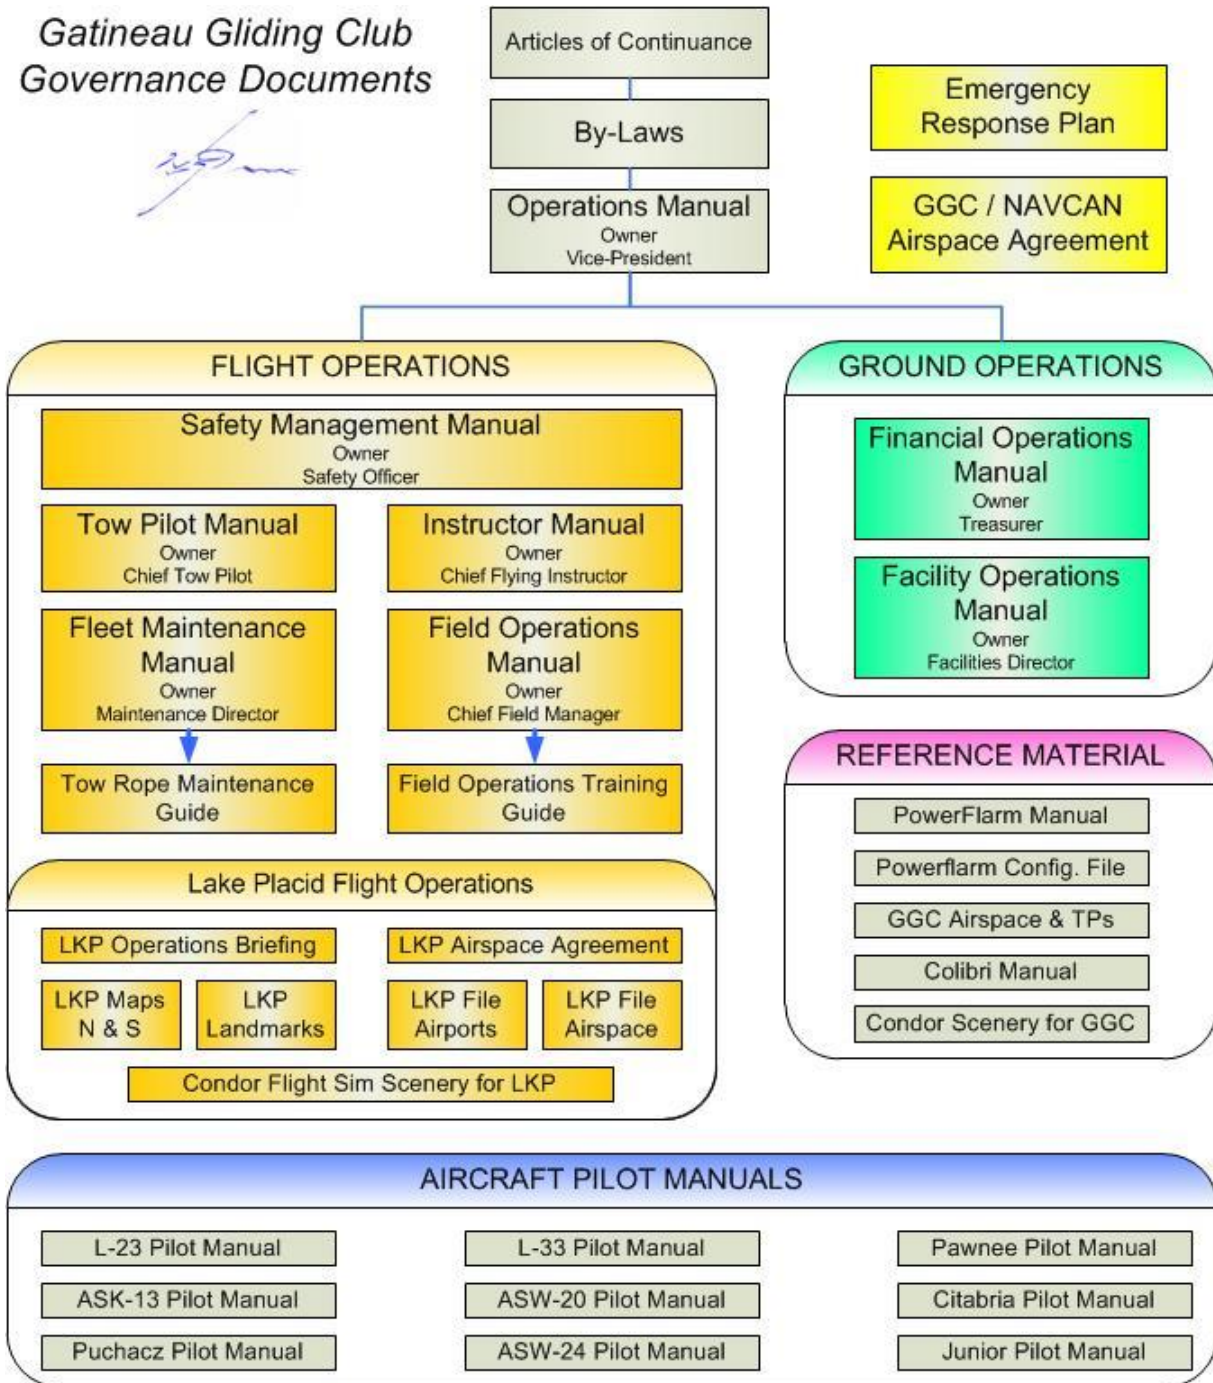 Gatineau Gliding Club
Governance Documents
Articles of Continuance
By-Laws
Operations Manual
Owner
Vice-President
Emergency
Response Plan
GGC / NAVCAN
Airspace Agreement
FLIGHT OPERATIONS
Safety Management Manual
Owner
Safety Officer
Tow Pilot Manual
Owner
Chief Tow Pilot
Instructor Manual
Owner
Chief Flying Instructor
Fleet Maintenance
Manual
Owner
Maintenance Director
Field Operations
Manual
Owner
Chief Field Manager
Tow Rope Maintenance
Guide
Field Operations Training
Guide
Lake Placid Flight Operations
LKP Operations Briefing
LKP Airspace Agreement
LKP Maps
N & S
LKP
Landmarks
LKP File
Airports
LKP File
Airspace
Condor Flight Sim Scenery for LKP
GROUND OPERATIONS
Financial Operations
Manual
Owner
Treasurer
Facility Operations
Manual
Owner
Facilities Director
REFERENCE MATERIAL
PowerFlarm Manual
Powerflarm Config. File
GGC Airspace & TPs
Colibri Manual
Condor Scenery for GGC
AIRCRAFT PILOT MANUALS
L-23 Pilot Manual
L-33 Pilot Manual
Pawnee Pilot Manual
ASK-13 Pilot Manual
ASW-20 Pilot Manual
Citabria Pilot Manual
Puchacz Pilot Manual
ASW-24 Pilot Manual
Junior Pilot Manual